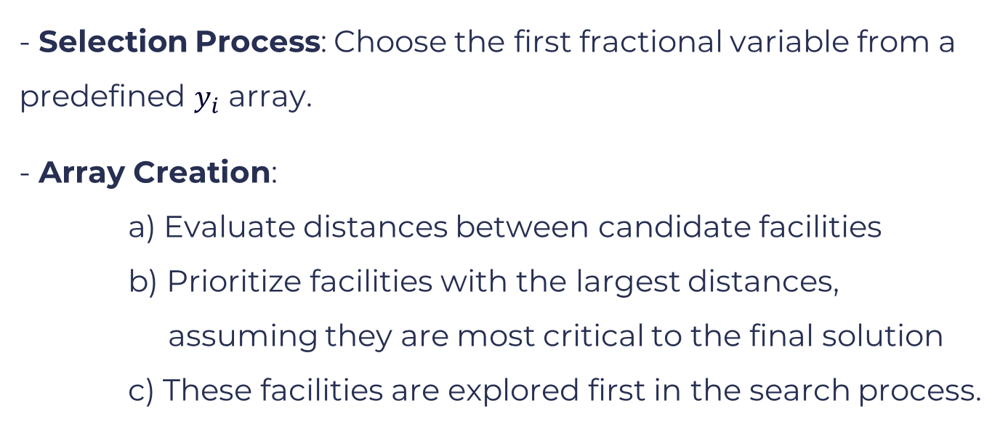 - Selection Process: Choose the first fractional variable from a
predefined yᵢ array.
- Array Creation:
a) Evaluate distances between candidate facilities
b) Prioritize facilities with the largest distances,
assuming they are most critical to the final solution
c) These facilities are explored first in the search process.